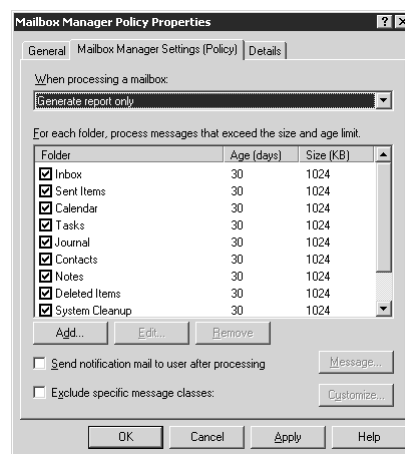 Mailbox Manager Policy Properties
General Mailbox Manager Settings (Policy) Details
When processing a mailbox:
Generate report only
For each folder, process messages that exceed the size and age limit.
Folder Age (days) Size (KB)
Inbox 30 1024
Sent Items 30 1024
Calendar 30 1024
Tasks 30 1024
Journal 30 1024
Contacts 30 1024
Notes 30 1024
Deleted Items 30 1024
System Cleanup 30 1024
Add... Edit... Remove
Send notification mail to user after processing Message...
Exclude specific message classes: Customize...
OK Cancel Apply Help